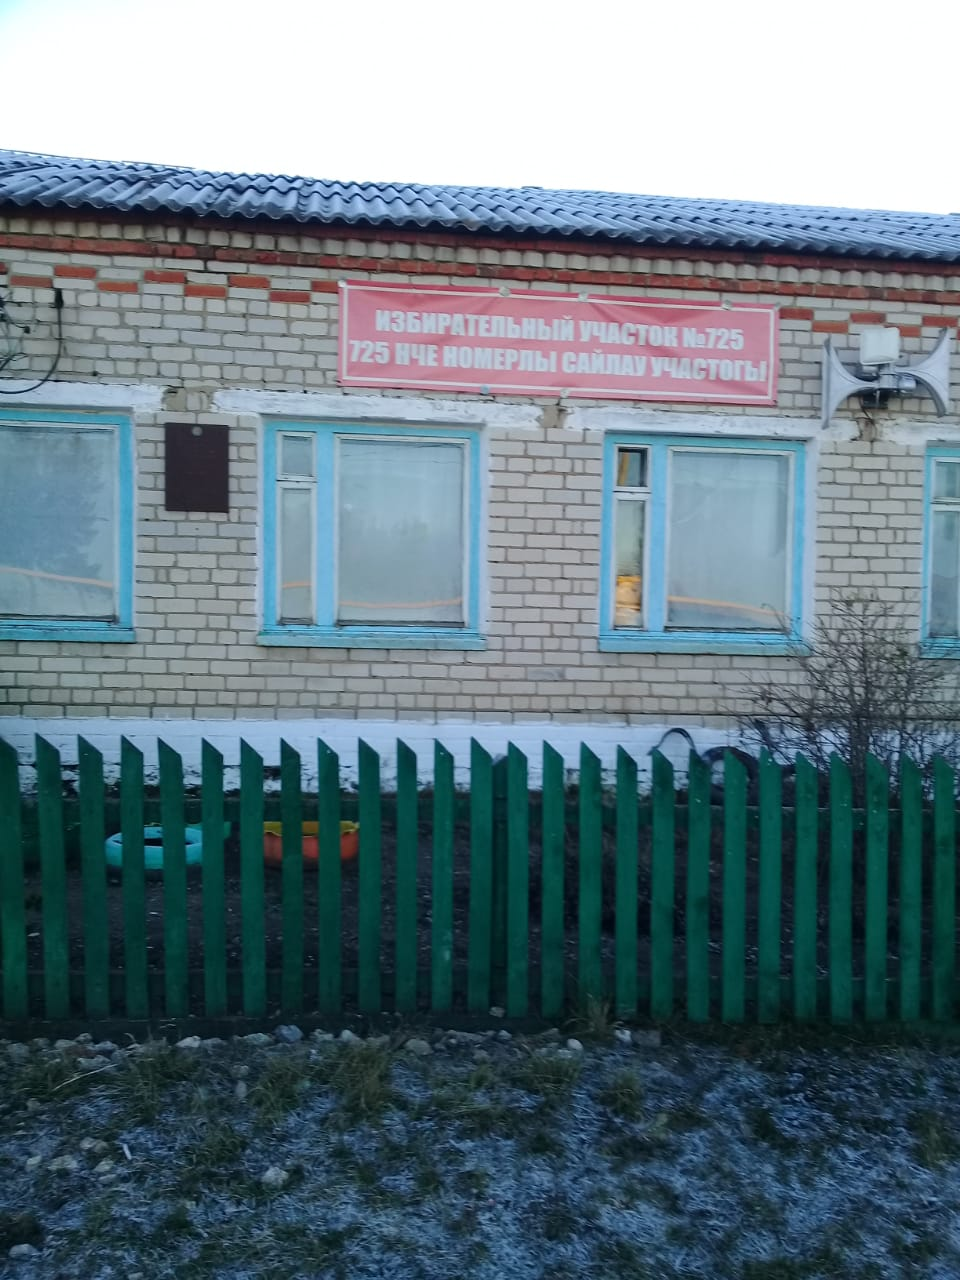 ИЗБИРАТЕЛЬНЫЙ УЧАСТОК №725
725 НЧЕ НОМЕРЛЫ САЙЛАУ УЧАСТОГЫ